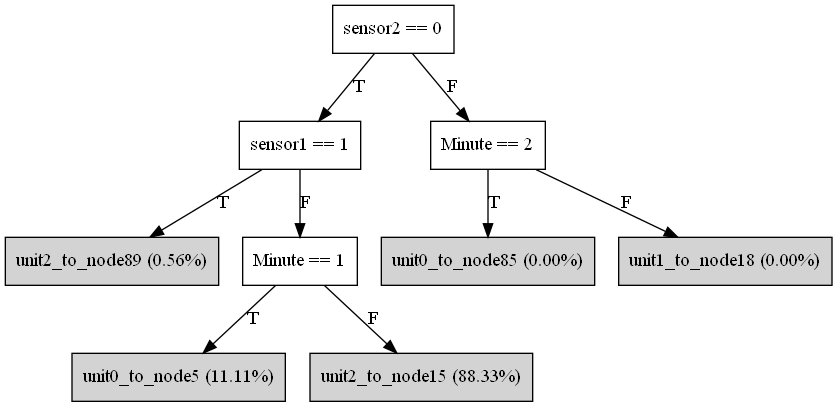 sensor2 == 0
T
F
sensor1 == 1
Minute == 2
T
F
T
F
unit2_to_node89 (0.56%)
Minute == 1
unit0_to_node85 (0.00%)
unit1_to_node18 (0.00%)
T
F
unit0_to_node5 (11.11%)
unit2_to_node15 (88.33%)